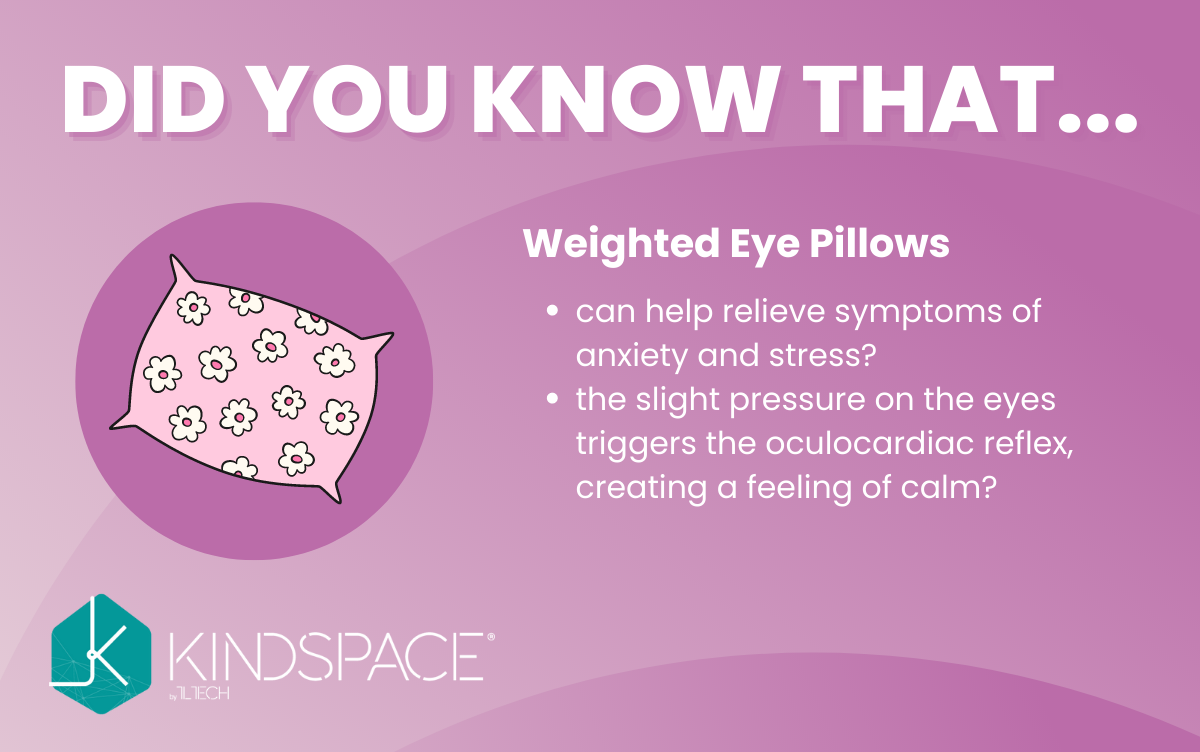 DID YOU KNOW THAT...
Weighted Eye Pillows
• can help relieve symptoms of
anxiety and stress?
• the slight pressure on the eyes
triggers the oculocardiac reflex,
creating a feeling of calm?
KINDSPACE®
by TLTECH